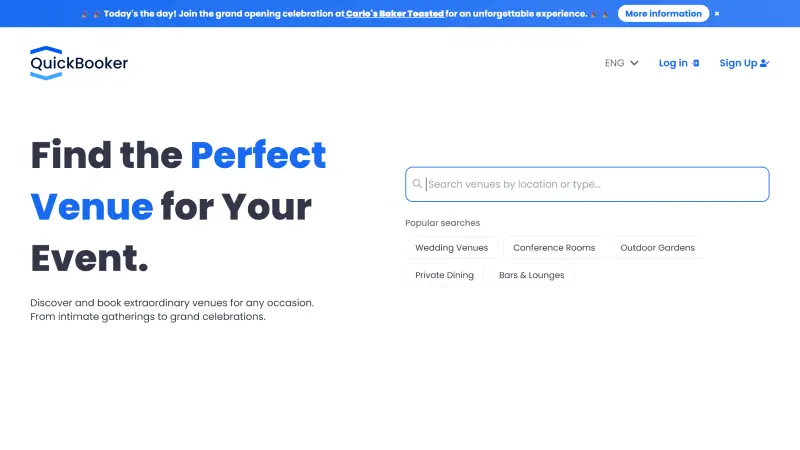 Today's the day! Join the grand opening celebration at Carlo's Baker Toasted for an unforgettable experience. More information ×
QuickBooker
ENG Log in Sign Up
Find the Perfect
Venue for Your
Event.
Discover and book extraordinary venues for any occasion.
From intimate gatherings to grand celebrations.
Search venues by location or type...
Popular searches
Wedding Venues Conference Rooms Outdoor Gardens
Private Dining Bars & Lounges